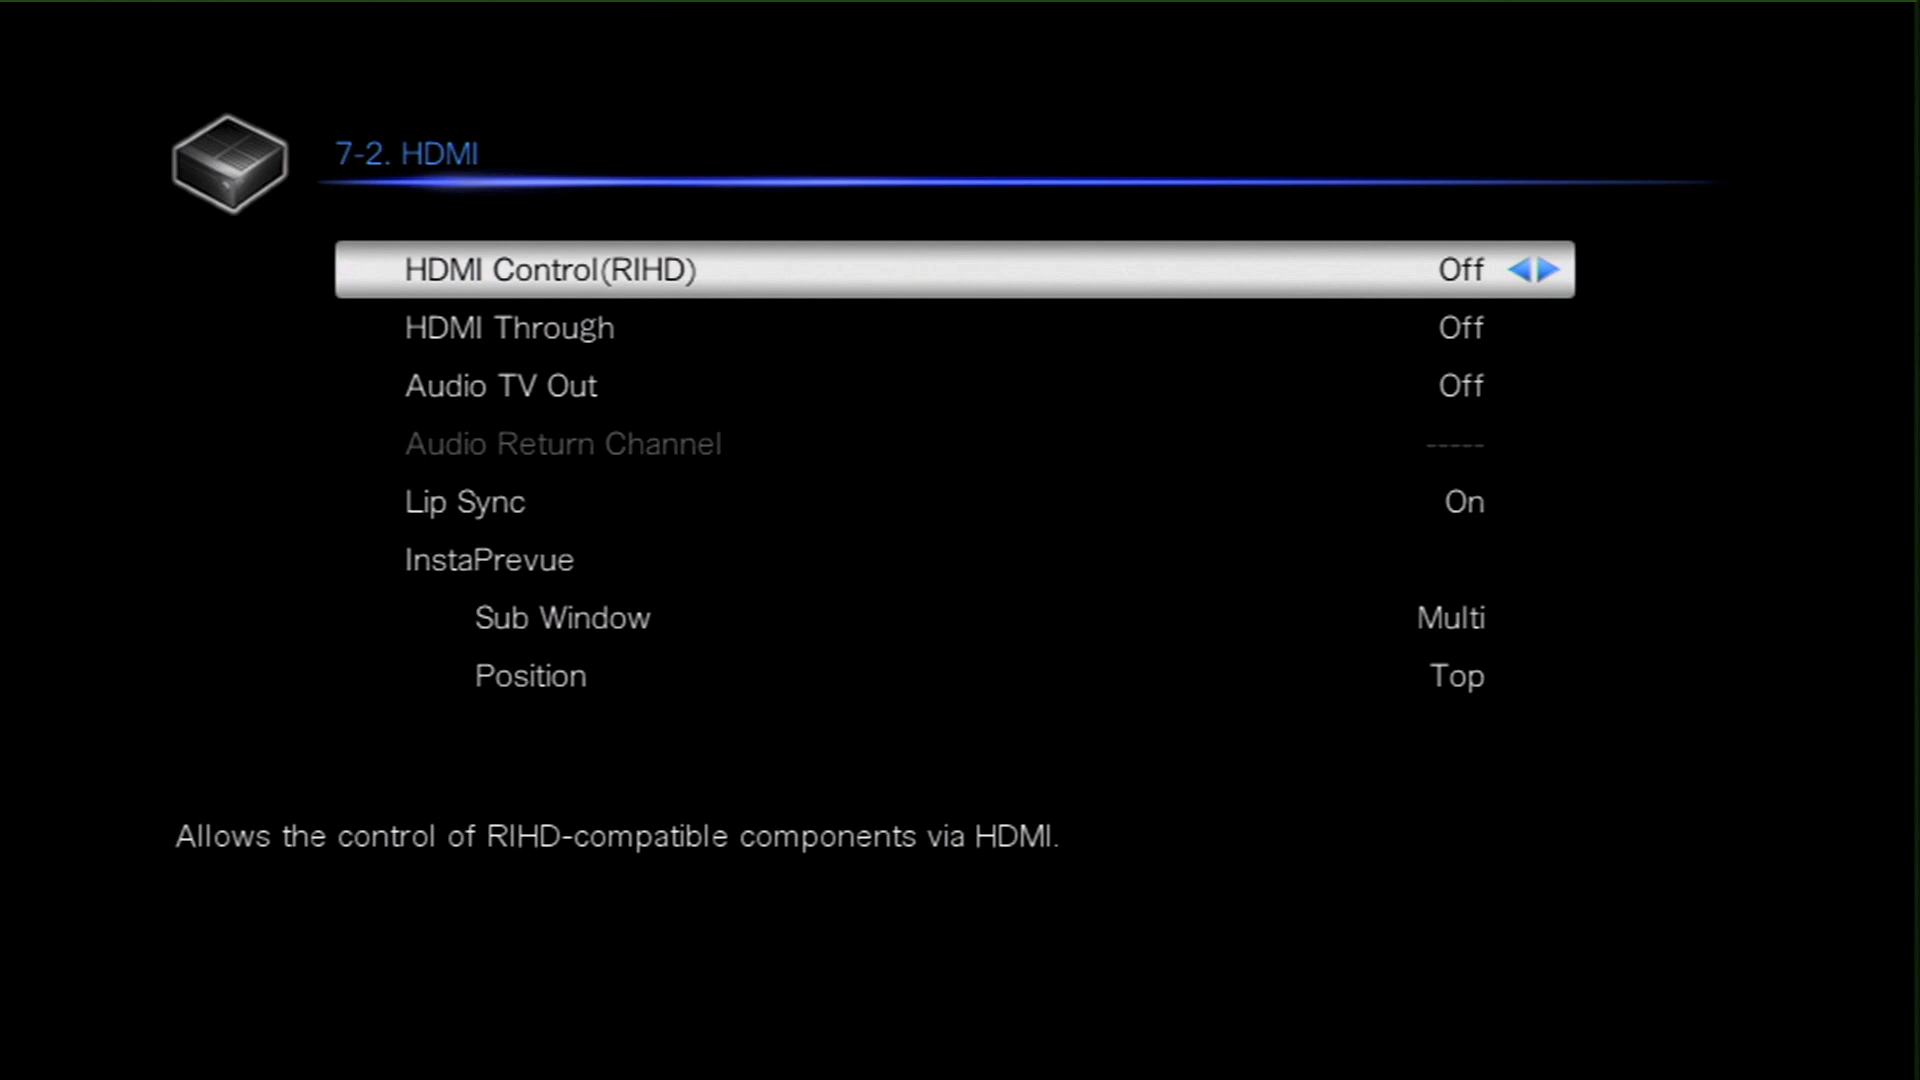 7-2. HDMI
HDMI Control(RIHD) Off
HDMI Through Off
Audio TV Out Off
Audio Return Channel -----
Lip Sync On
InstaPrevue
Sub Window Multi
Position Top
Allows the control of RIHD-compatible components via HDMI.